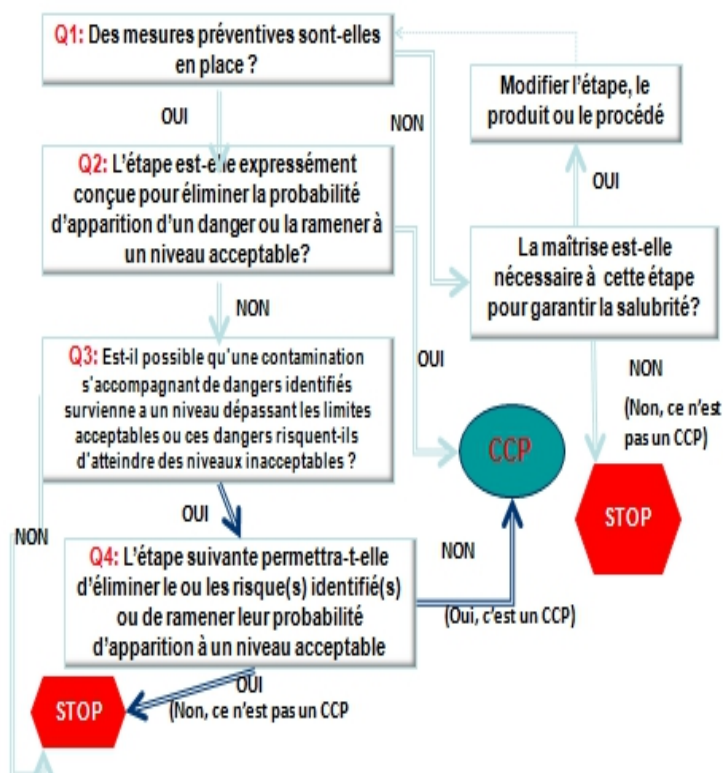 Q1: Des mesures préventives sont-elles
en place ?
OUI
NON
Modifier l'étape, le
produit ou le procédé
OUI
Q2: L'étape est-elle expressément
conçue pour éliminer la probabilité
d'apparition d'un danger ou la ramener à
un niveau acceptable?
La maîtrise est-elle
nécessaire à cette étape
pour garantir la salubrité?
NON
OUI
NON
(Non, ce n'est
pas un CCP)
STOP
Q3: Est-il possible qu'une contamination
s'accompagnant de dangers identifiés
survienne a un niveau dépassant les limites
acceptables ou ces dangers risquent-ils
d'atteindre des niveaux inacceptables ?
CCP
OUI
NON
Q4: L'étape suivante permettra-t-elle
d'éliminer le ou les risque(s) identifié(s)
ou de ramener leur probabilité
d'apparition à un niveau acceptable
NON
(Oui, c'est un CCP)
OUI
(Non, ce n'est pas un CCP
STOP